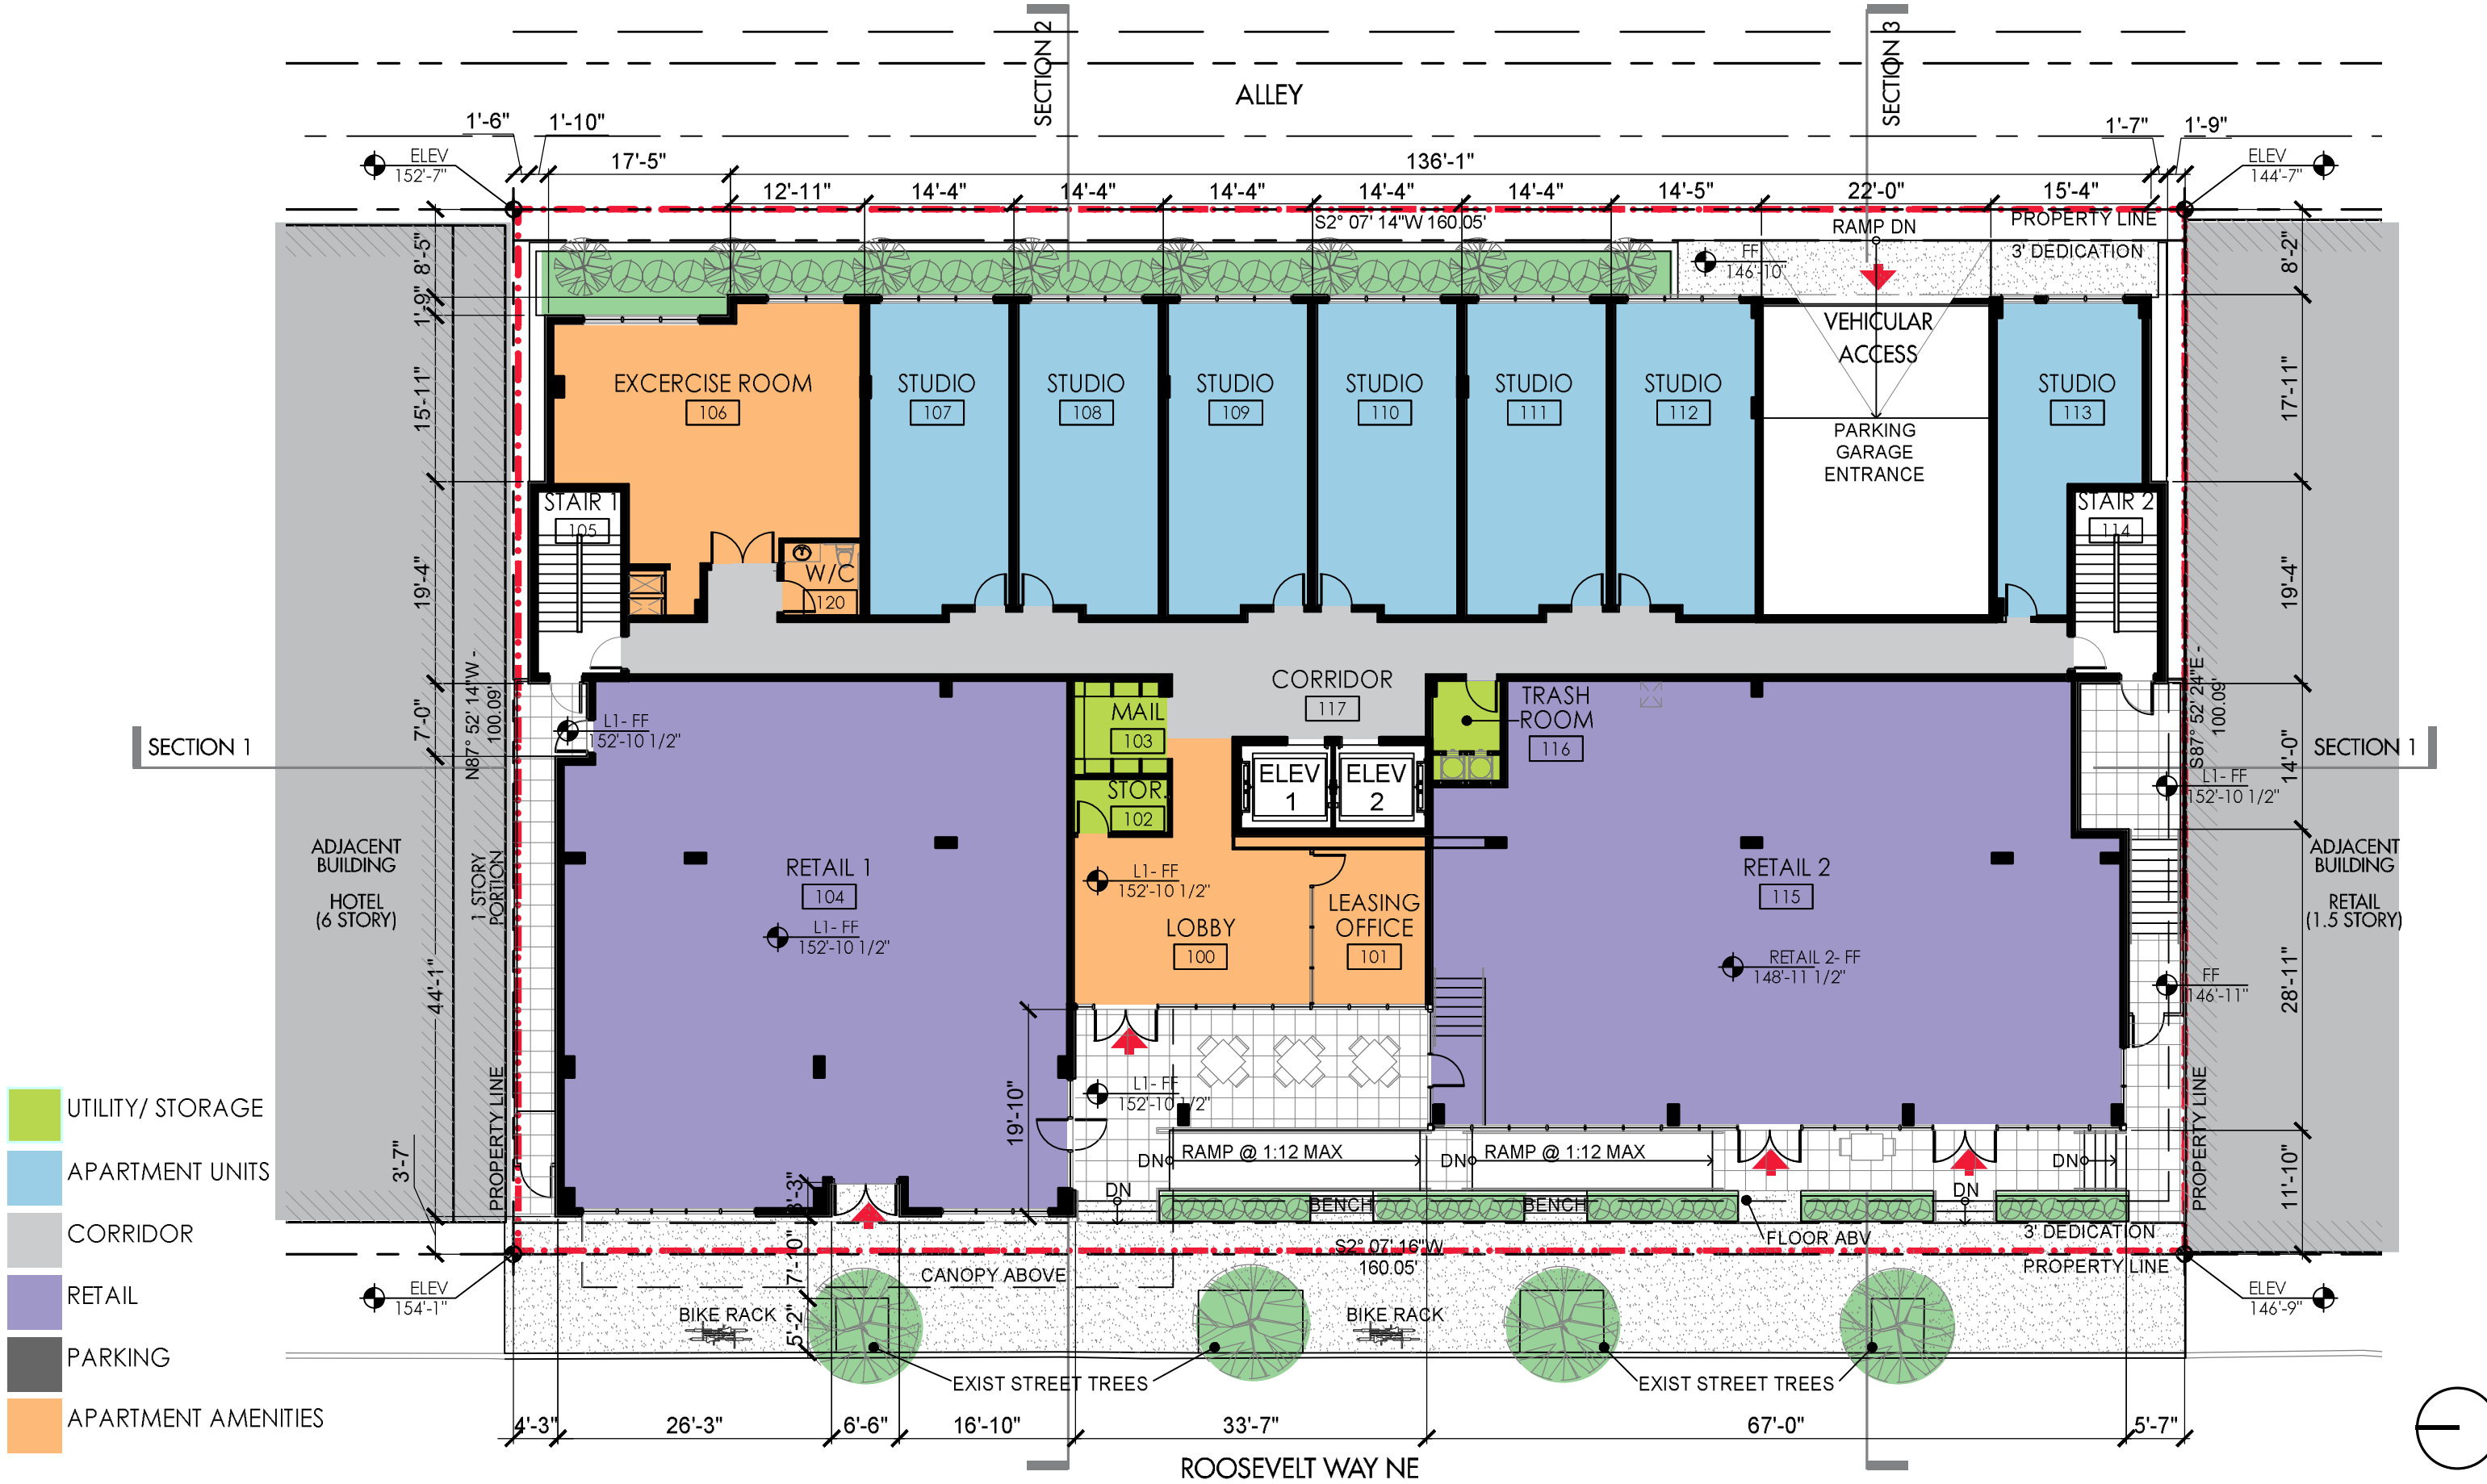 SECTION 2
SECTION 3
ALLEY
1'-6"
1'-10"
1'-7"
1'-9"
ELEV
152'-7"
17'-5"
136'-1"
ELEV
144'-7"
12'-11"
14'-4"
14'-4"
14'-4"
14'-4"
14'-4"
14'-5"
22'-0"
15'-4"
S2° 07' 14"W 160.05'
PROPERTY LINE
RAMP DN
3' DEDICATION
FF
146'-10"
8'-5"
1'-9"
15'-11"
19'-4"
7'-0"
44'-1"
3'-7"
8'-2"
17'-11"
19'-4"
14'-0"
28'-11"
11'-10"
VEHICULAR
ACCESS
PARKING
GARAGE
ENTRANCE
EXCERCISE ROOM
106
STUDIO
107
STUDIO
108
STUDIO
109
STUDIO
110
STUDIO
111
STUDIO
112
STUDIO
113
STAIR 1
105
STAIR 2
114
W/C
120
CORRIDOR
117
MAIL
103
STOR.
102
TRASH
ROOM
116
ELEV
1
ELEV
2
N87° 52' 14"W -
100.09'
S87° 52' 24"E -
100.09'
L1- FF
152'-10 1/2"
SECTION 1
SECTION 1
L1- FF
152'-10 1/2"
ADJACENT
BUILDING
HOTEL
(6 STORY)
1 STORY
PORTION
RETAIL 1
104
L1- FF
152'-10 1/2"
L1- FF
152'-10 1/2"
LOBBY
100
LEASING
OFFICE
101
RETAIL 2
115
RETAIL 2- FF
148'-11 1/2"
ADJACENT
BUILDING
RETAIL
(1.5 STORY)
FF
146'-11"
PROPERTY LINE
PROPERTY LINE
19'-10"
L1- FF
152'-10 1/2"
DN
RAMP @ 1:12 MAX
DN
RAMP @ 1:12 MAX
DN
DN
DN
BENCH
BENCH
3'-3"
7'-10"
5'-2"
FLOOR ABV
3' DEDICATION
S2° 07' 16"W
160.05'
CANOPY ABOVE
PROPERTY LINE
ELEV
154'-1"
ELEV
146'-9"
BIKE RACK
BIKE RACK
EXIST STREET TREES
EXIST STREET TREES
4'-3"
26'-3"
6'-6"
16'-10"
33'-7"
67'-0"
5'-7"
ROOSEVELT WAY NE
UTILITY/ STORAGE
APARTMENT UNITS
CORRIDOR
RETAIL
PARKING
APARTMENT AMENITIES